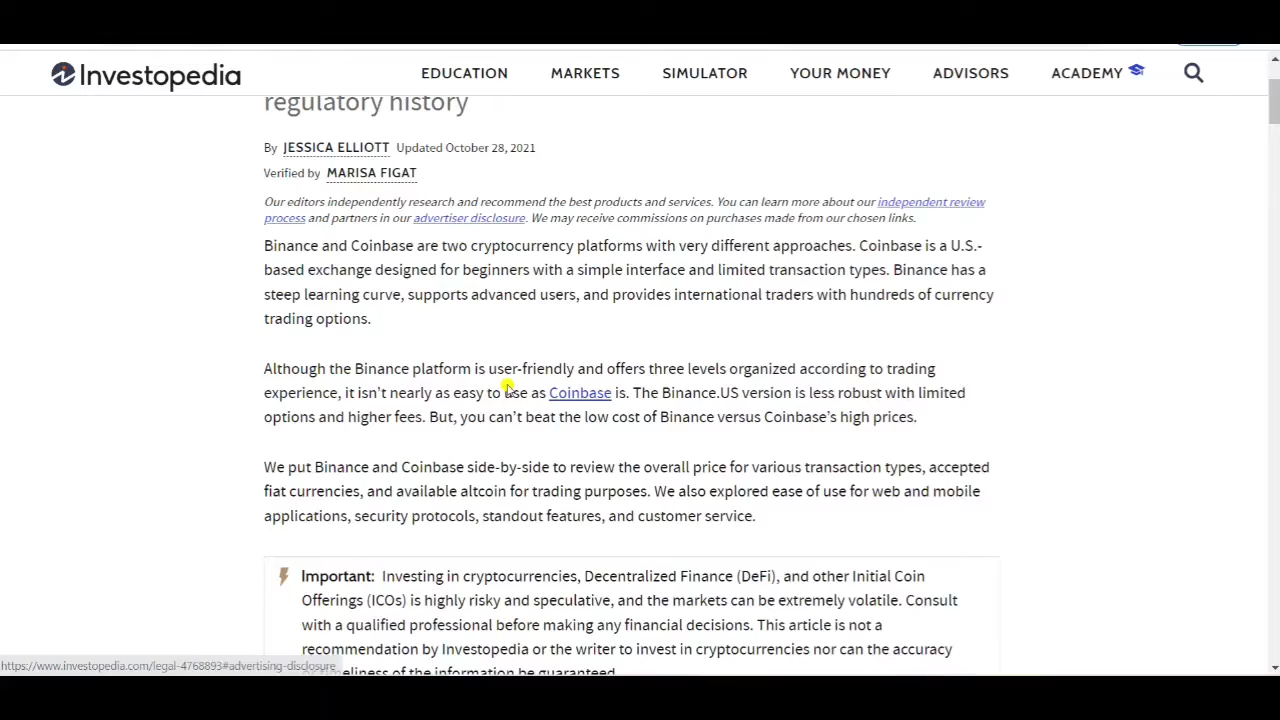 Investopedia
EDUCATION MARKETS SIMULATOR YOUR MONEY ADVISORS ACADEMY
regulatory history
By JESSICA ELLIOTT Updated October 28, 2021
Verified by MARISA FIGAT
Our editors independently research and recommend the best products and services. You can learn more about our independent review
process and partners in our advertiser disclosure. We may receive commissions on purchases made from our chosen links.
Binance and Coinbase are two cryptocurrency platforms with very different approaches. Coinbase is a U.S.-
based exchange designed for beginners with a simple interface and limited transaction types. Binance has a
steep learning curve, supports advanced users, and provides international traders with hundreds of currency
trading options.
Although the Binance platform is user-friendly and offers three levels organized according to trading
experience, it isn't nearly as easy to use as Coinbase is. The Binance.US version is less robust with limited
options and higher fees. But, you can't beat the low cost of Binance versus Coinbase's high prices.
We put Binance and Coinbase side-by-side to review the overall price for various transaction types, accepted
fiat currencies, and available altcoin for trading purposes. We also explored ease of use for web and mobile
applications, security protocols, standout features, and customer service.
Important: Investing in cryptocurrencies, Decentralized Finance (DeFi), and other Initial Coin
Offerings (ICOs) is highly risky and speculative, and the markets can be extremely volatile. Consult
with a qualified professional before making any financial decisions. This article is not a
recommendation by Investopedia or the writer to invest in cryptocurrencies nor can the accuracy
or timeliness of the information be guaranteed.
https://www.investopedia.com/legal-4768893#advertising-disclosure